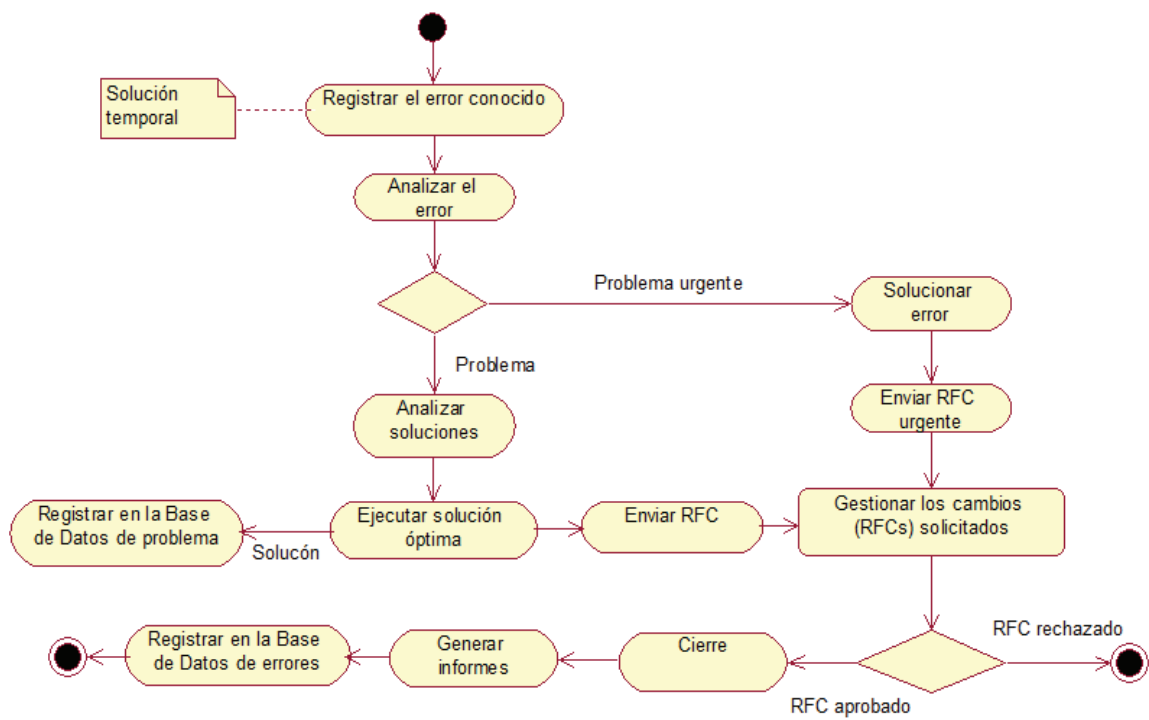 Solución
temporal
Registrar el error conocido
Analizar el
error
Problema urgente
Solucionar
error
Problema
Enviar RFC
urgente
Analizar
soluciones
Registrar en la Base
de Datos de problema
Solucón
Ejecutar solución
óptima
Enviar RFC
Gestionar los cambios
(RFCs) solicitados
RFC rechazado
Registrar en la Base
de Datos de errores
Generar
informes
Cierre
RFC aprobado